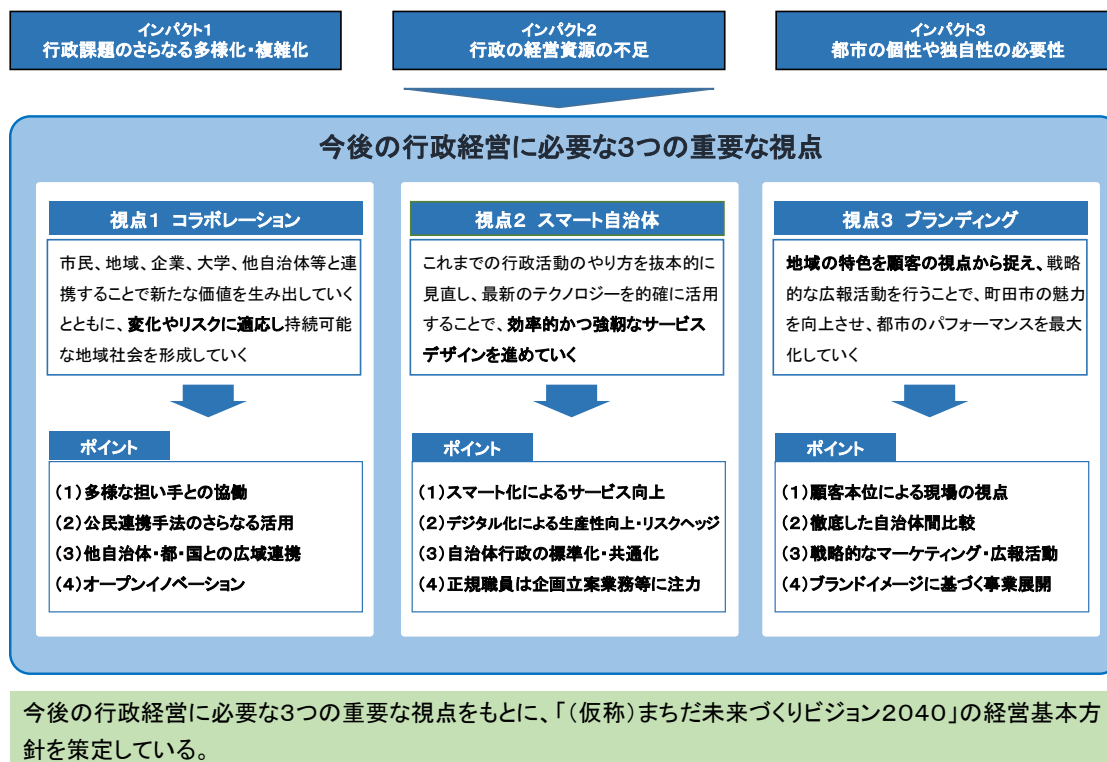 インパクト1
行政課題のさらなる多様化・複雑化
インパクト2
行政の経営資源の不足
インパクト3
都市の個性や独自性の必要性
今後の行政経営に必要な3つの重要な視点
視点1 コラボレーション
市民、地域、企業、大学、他自治体等と連
携することで新たな価値を生み出していく
とともに、変化やリスクに適応し持続可能
な地域社会を形成していく
ポイント
(1)多様な担い手との協働
(2)公民連携手法のさらなる活用
(3)他自治体・都・国との広域連携
(4)オープンイノベーション
視点2 スマート自治体
これまでの行政活動のやり方を抜本的に
見直し、最新のテクノロジーを的確に活用
することで、効率的かつ強靭なサービス
デザインを進めていく
ポイント
(1)スマート化によるサービス向上
(2)デジタル化による生産性向上・リスクヘッジ
(3)自治体行政の標準化・共通化
(4)正規職員は企画立案業務等に注力
視点3 ブランディング
地域の特色を顧客の視点から捉え、戦略
的な広報活動を行うことで、町田市の魅力
を向上させ、都市のパフォーマンスを最大
化していく
ポイント
(1)顧客本位による現場の視点
(2)徹底した自治体間比較
(3)戦略的なマーケティング・広報活動
(4)ブランドイメージに基づく事業展開
今後の行政経営に必要な3つの重要な視点をもとに、「(仮称)まちだ未来づくりビジョン2040」の経営基本方
針を策定している。